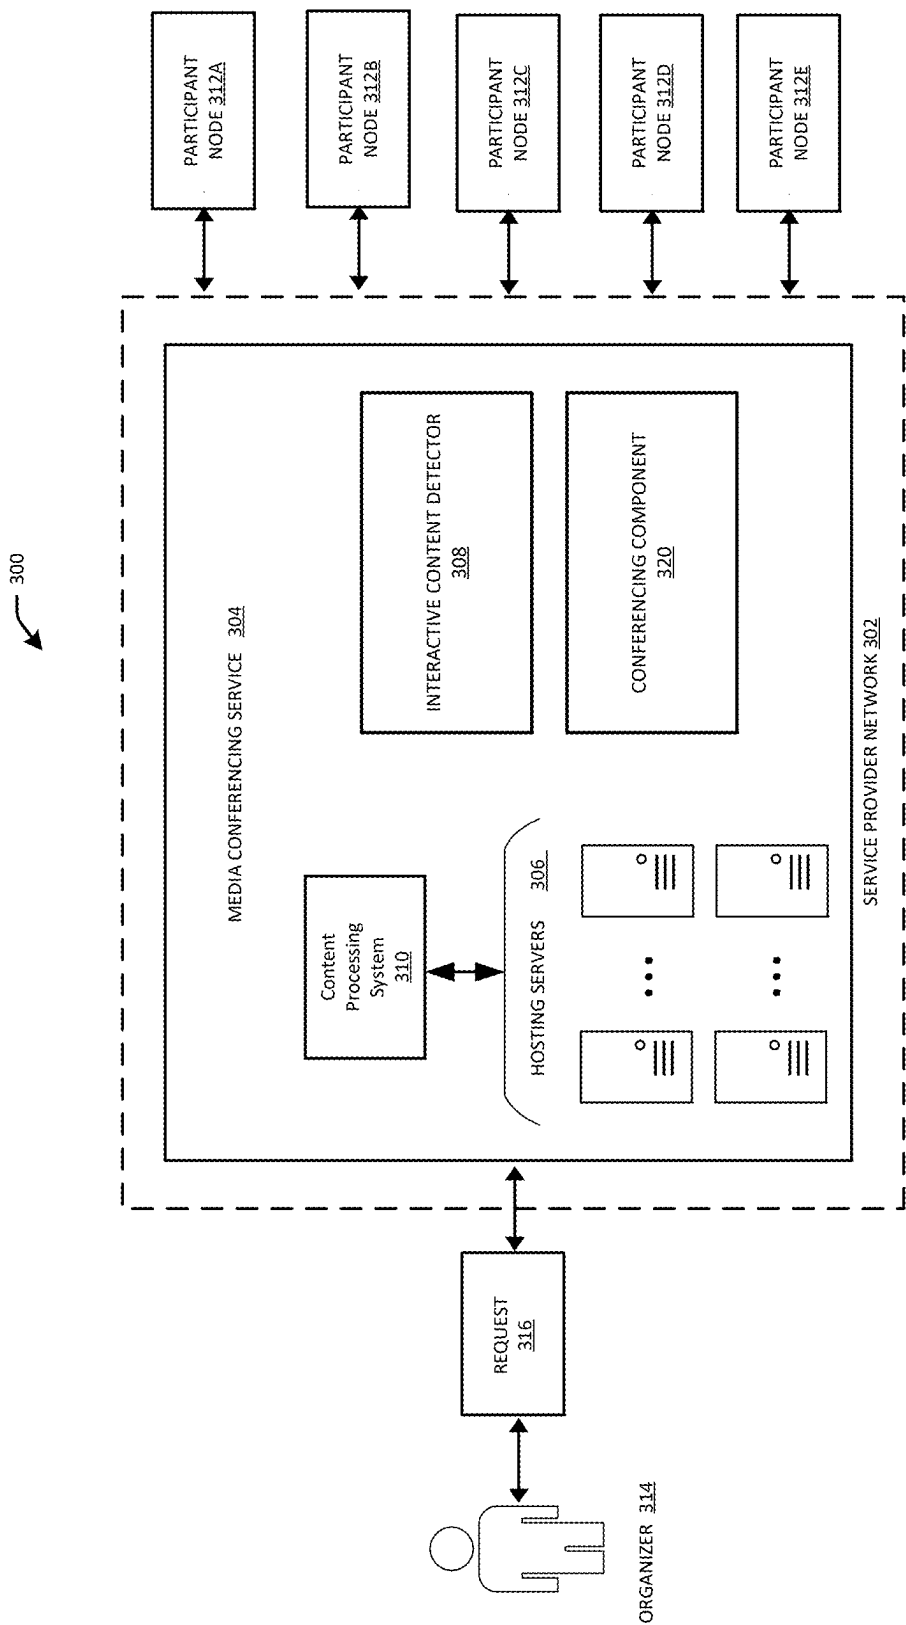 300
MEDIA CONFERENCING SERVICE 304
Content
Processing
System
310
HOSTING SERVERS 306
INTERACTIVE CONTENT DETECTOR
308
CONFERENCING COMPONENT
320
SERVICE PROVIDER NETWORK 302
REQUEST
316
ORGANIZER 314
PARTICIPANT
NODE 312A
PARTICIPANT
NODE 312B
PARTICIPANT
NODE 312C
PARTICIPANT
NODE 312D
PARTICIPANT
NODE 312E